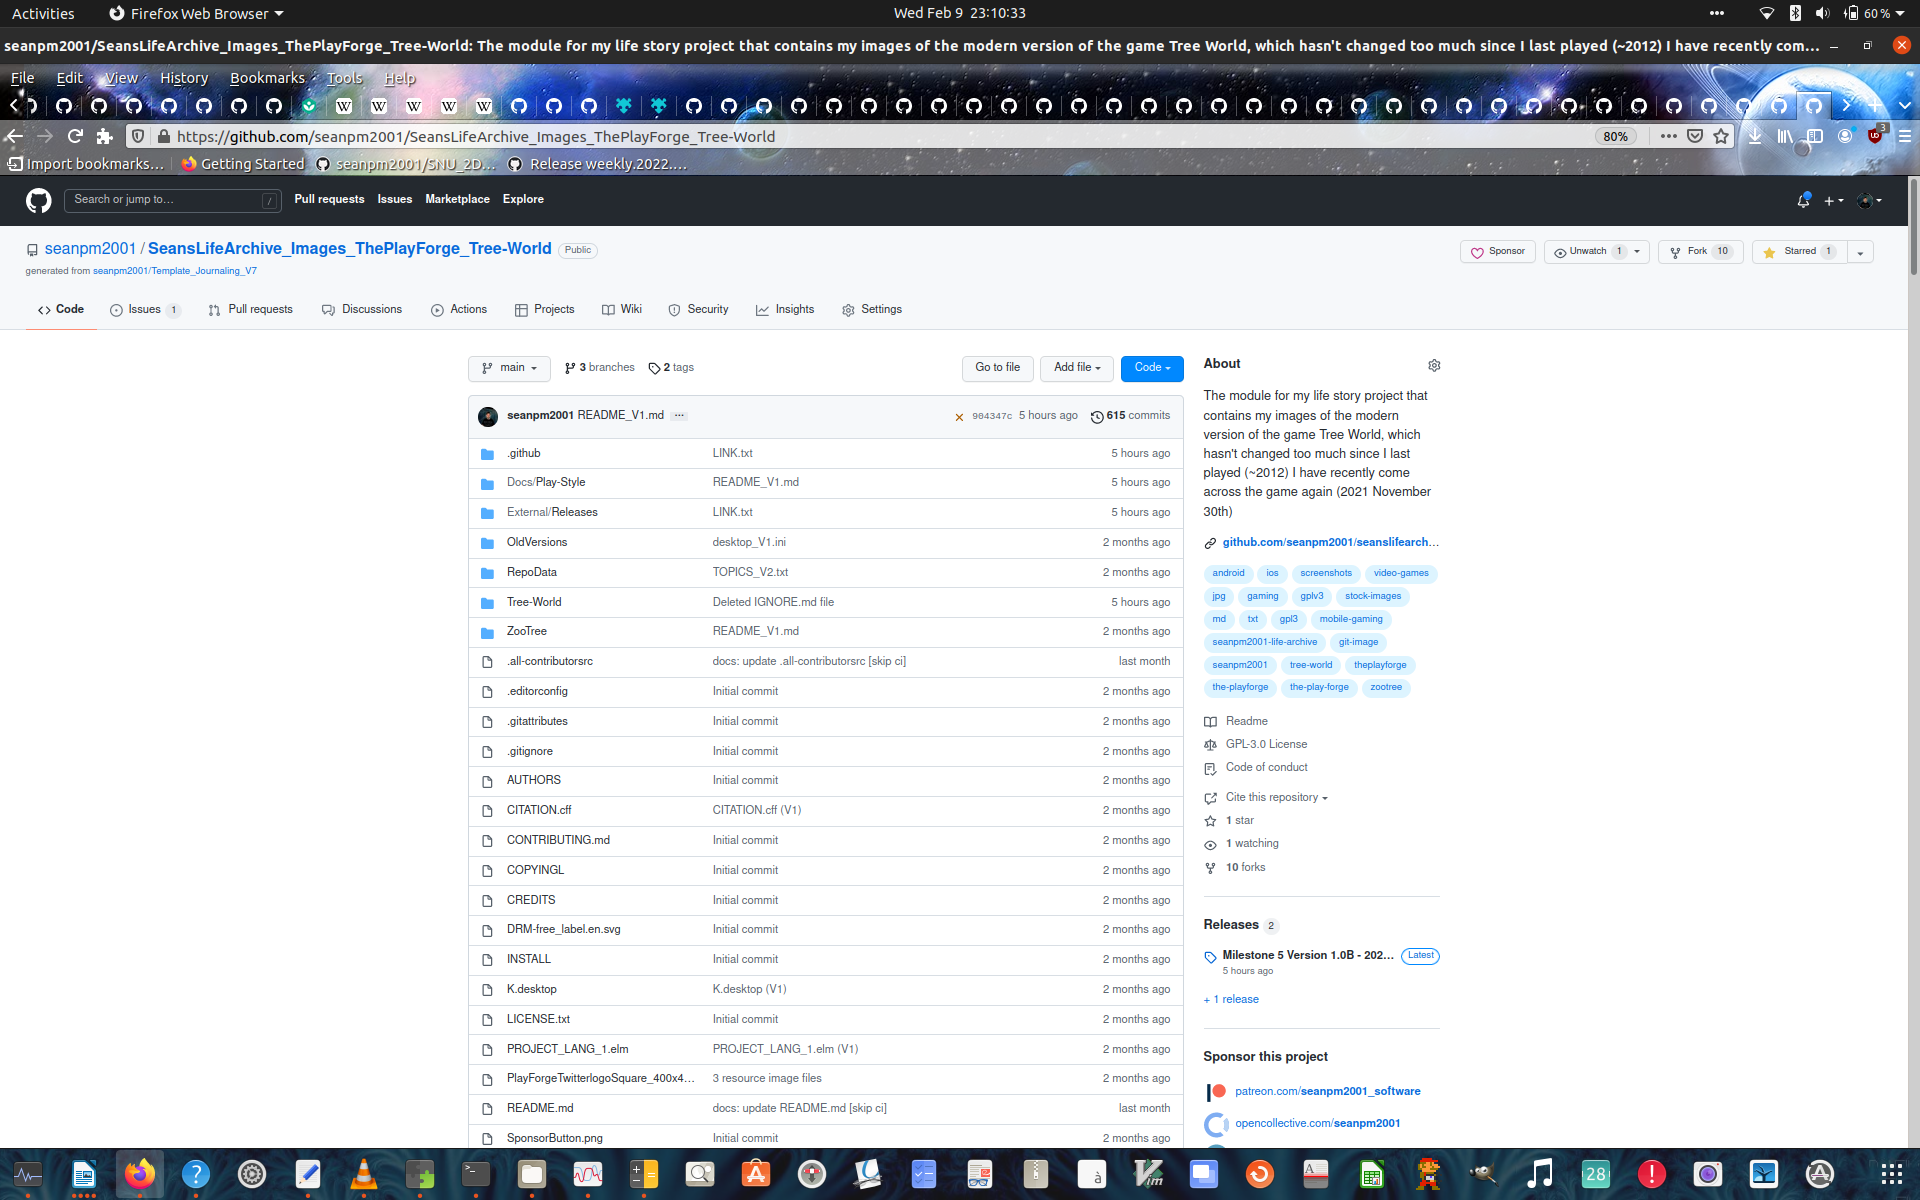 Activities Firefox Web Browser Wed Feb 9 23:10:33 60 %
seanpm2001/SeansLifeArchive_Images_ThePlayForge_Tree-World: The module for my life story project that contains my images of the modern version of the game Tree World, which hasn't changed too much since I last played (~2012) I have recently com…
File Edit View History Bookmarks Tools Help
https://github.com/seanpm2001/SeansLifeArchive_Images_ThePlayForge_Tree-World 80% 3
Import bookmarks… Getting Started seanpm2001/SNU_2D… Release weekly.2022.…
Search or jump to… / Pull requests Issues Marketplace Explore
seanpm2001 / SeansLifeArchive_Images_ThePlayForge_Tree-World Public Sponsor Unwatch 1 Fork 10 Starred 1
generated from seanpm2001/Template_Journaling_V7
Code Issues 1 Pull requests Discussions Actions Projects Wiki Security Insights Settings
main 3 branches 2 tags Go to file Add file Code
seanpm2001 README_V1.md ... 904347c 5 hours ago 615 commits
.github LINK.txt 5 hours ago
Docs/Play-Style README_V1.md 5 hours ago
External/Releases LINK.txt 5 hours ago
OldVersions desktop_V1.ini 2 months ago
RepoData TOPICS_V2.txt 2 months ago
Tree-World Deleted IGNORE.md file 5 hours ago
ZooTree README_V1.md 2 months ago
.all-contributorsrc docs: update .all-contributorsrc [skip ci] last month
.editorconfig Initial commit 2 months ago
.gitattributes Initial commit 2 months ago
.gitignore Initial commit 2 months ago
AUTHORS Initial commit 2 months ago
CITATION.cff CITATION.cff (V1) 2 months ago
CONTRIBUTING.md Initial commit 2 months ago
COPYINGL Initial commit 2 months ago
CREDITS Initial commit 2 months ago
DRM-free_label.en.svg Initial commit 2 months ago
INSTALL Initial commit 2 months ago
K.desktop K.desktop (V1) 2 months ago
LICENSE.txt Initial commit 2 months ago
PROJECT_LANG_1.elm PROJECT_LANG_1.elm (V1) 2 months ago
PlayForgeTwitterlogoSquare_400x4… 3 resource image files 2 months ago
README.md docs: update README.md [skip ci] last month
SponsorButton.png Initial commit 2 months ago
About
The module for my life story project that
contains my images of the modern
version of the game Tree World, which
hasn't changed too much since I last
played (~2012) I have recently come
across the game again (2021 November
30th)
github.com/seanpm2001/seanslifearch…
android ios screenshots video-games
jpg gaming gplv3 stock-images
md txt gpl3 mobile-gaming
seanpm2001-life-archive git-image
seanpm2001 tree-world theplayforge
the-playforge the-play-forge zootree
Readme
GPL-3.0 License
Code of conduct
Cite this repository
1 star
1 watching
10 forks
Releases 2
Milestone 5 Version 1.0B - 202… Latest
5 hours ago
+ 1 release
Sponsor this project
patreon.com/seanpm2001_software
opencollective.com/seanpm2001
28